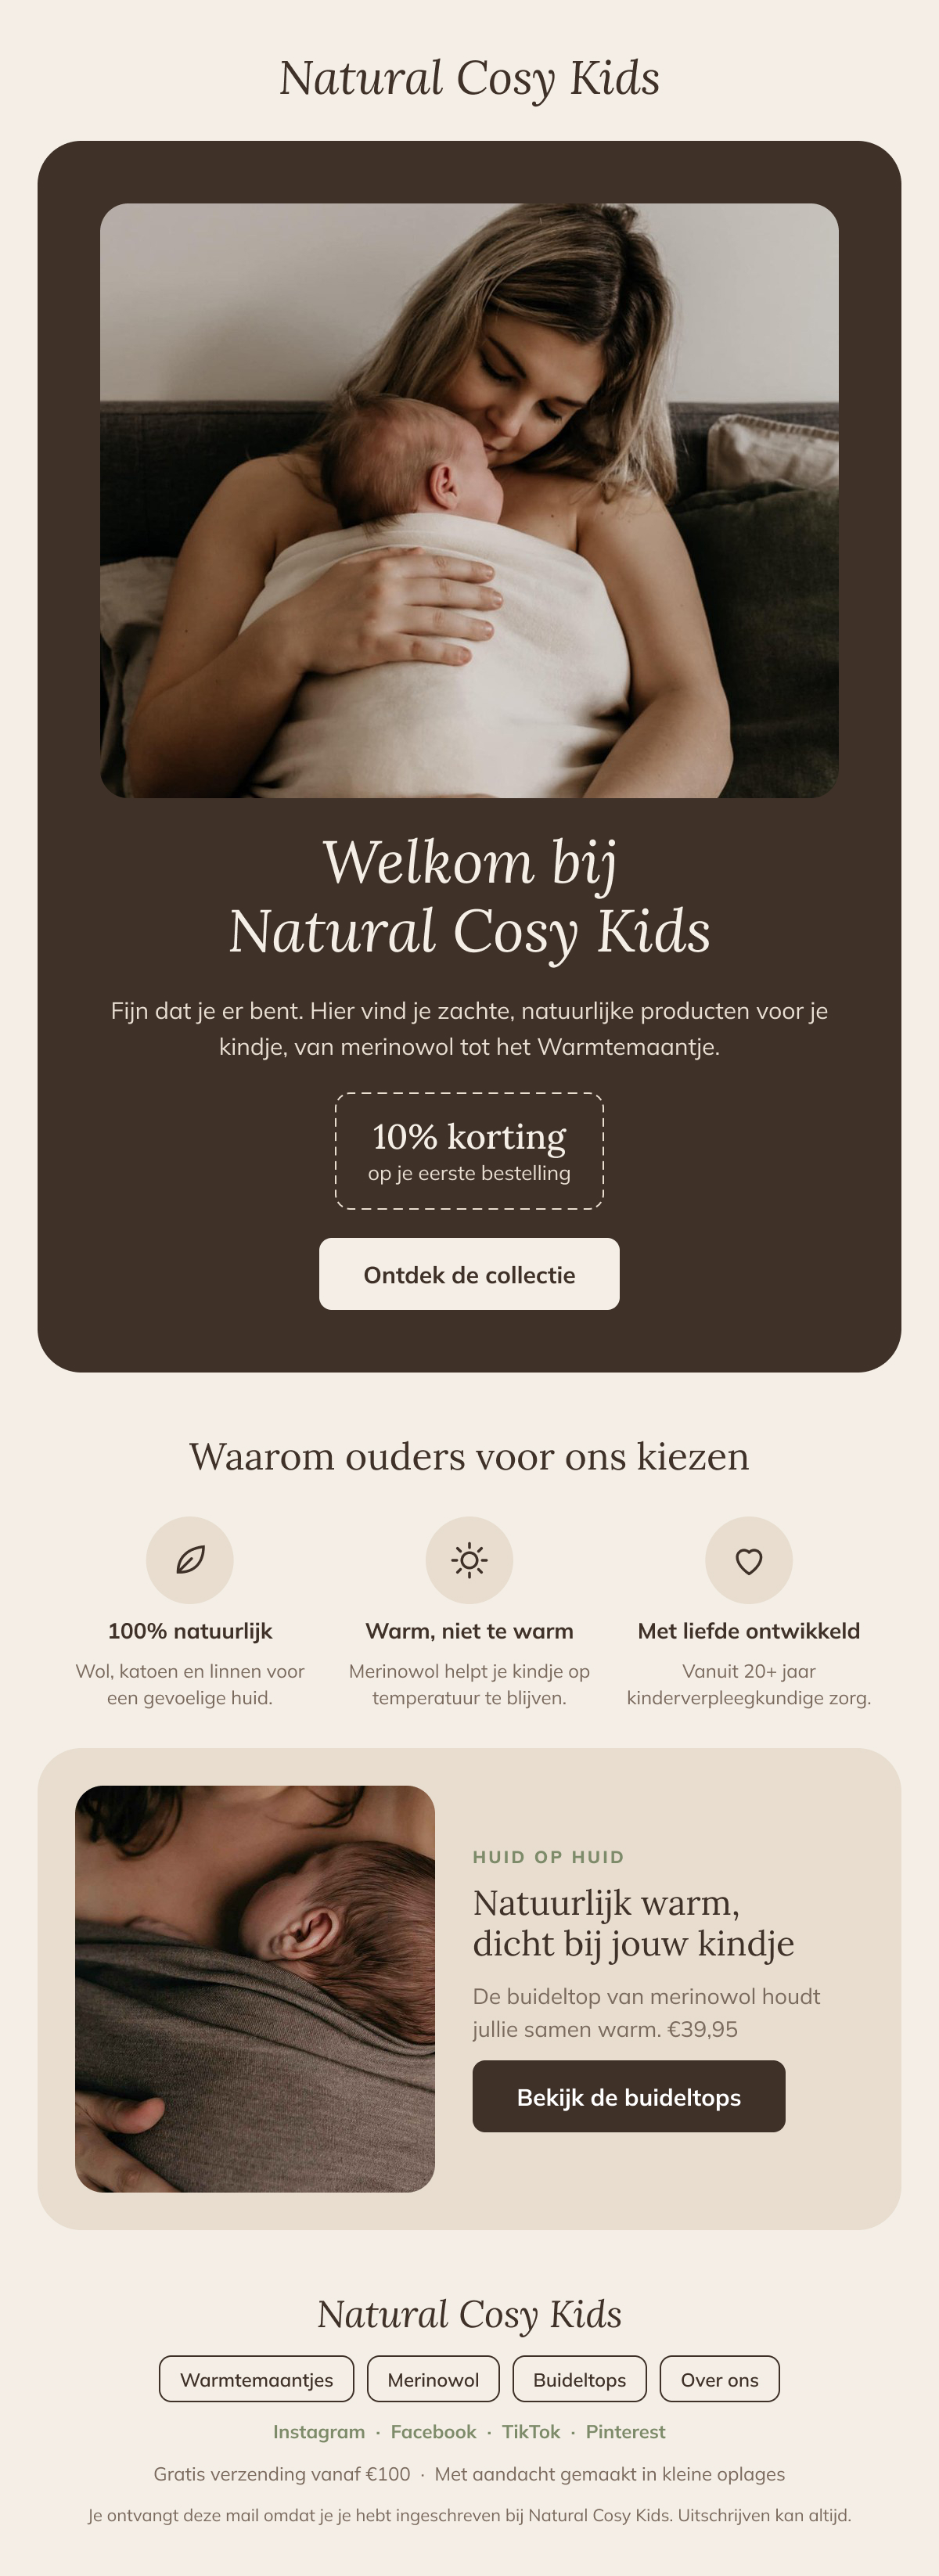 Natural Cosy Kids
Welkom bij
Natural Cosy Kids
Fijn dat je er bent. Hier vind je zachte, natuurlijke producten voor je
kindje, van merinowol tot het Warmtemaantje.
10% korting
op je eerste bestelling
Ontdek de collectie
Waarom ouders voor ons kiezen
100% natuurlijk
Wol, katoen en linnen voor
een gevoelige huid.
Warm, niet te warm
Merinowol helpt je kindje op
temperatuur te blijven.
Met liefde ontwikkeld
Vanuit 20+ jaar
kinderverpleegkundige zorg.
HUID OP HUID
Natuurlijk warm,
dicht bij jouw kindje
De buideltop van merinowol houdt
jullie samen warm. €39,95
Bekijk de buideltops
Natural Cosy Kids
Warmtemaantjes Merinowol Buideltops Over ons
Instagram · Facebook · TikTok · Pinterest
Gratis verzending vanaf €100 · Met aandacht gemaakt in kleine oplages
Je ontvangt deze mail omdat je je hebt ingeschreven bij Natural Cosy Kids. Uitschrijven kan altijd.